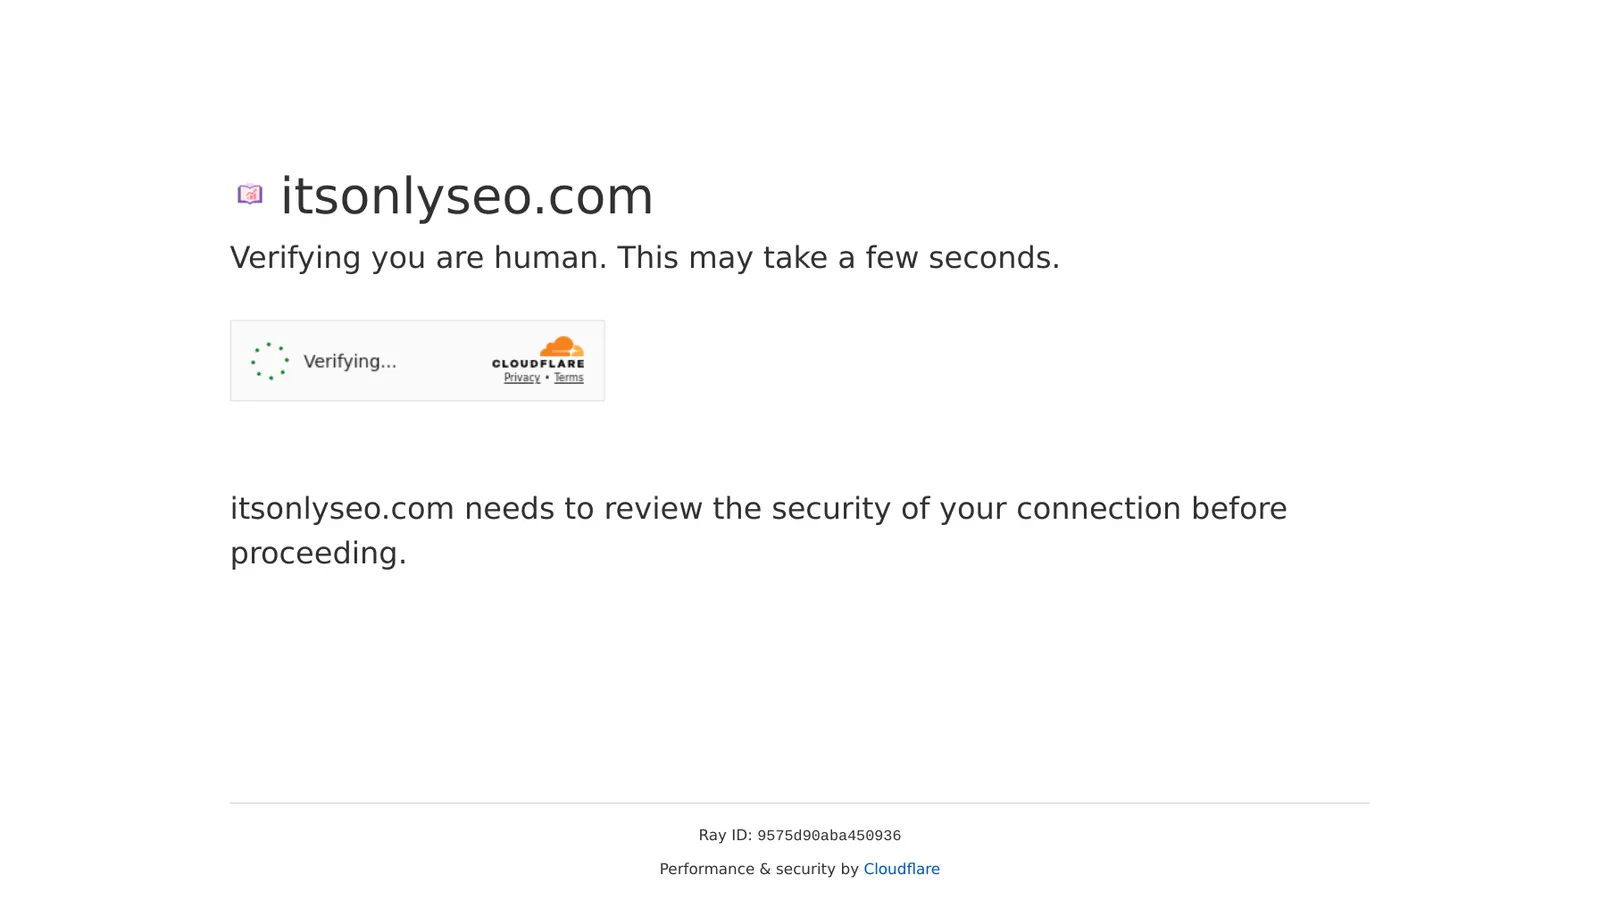 itsonlyseo.com
Verifying you are human. This may take a few seconds.
Verifying...
CLOUDFLARE
Privacy • Terms
itsonlyseo.com needs to review the security of your connection before
proceeding.
Ray ID: 9575d90aba450936
Performance & security by Cloudflare